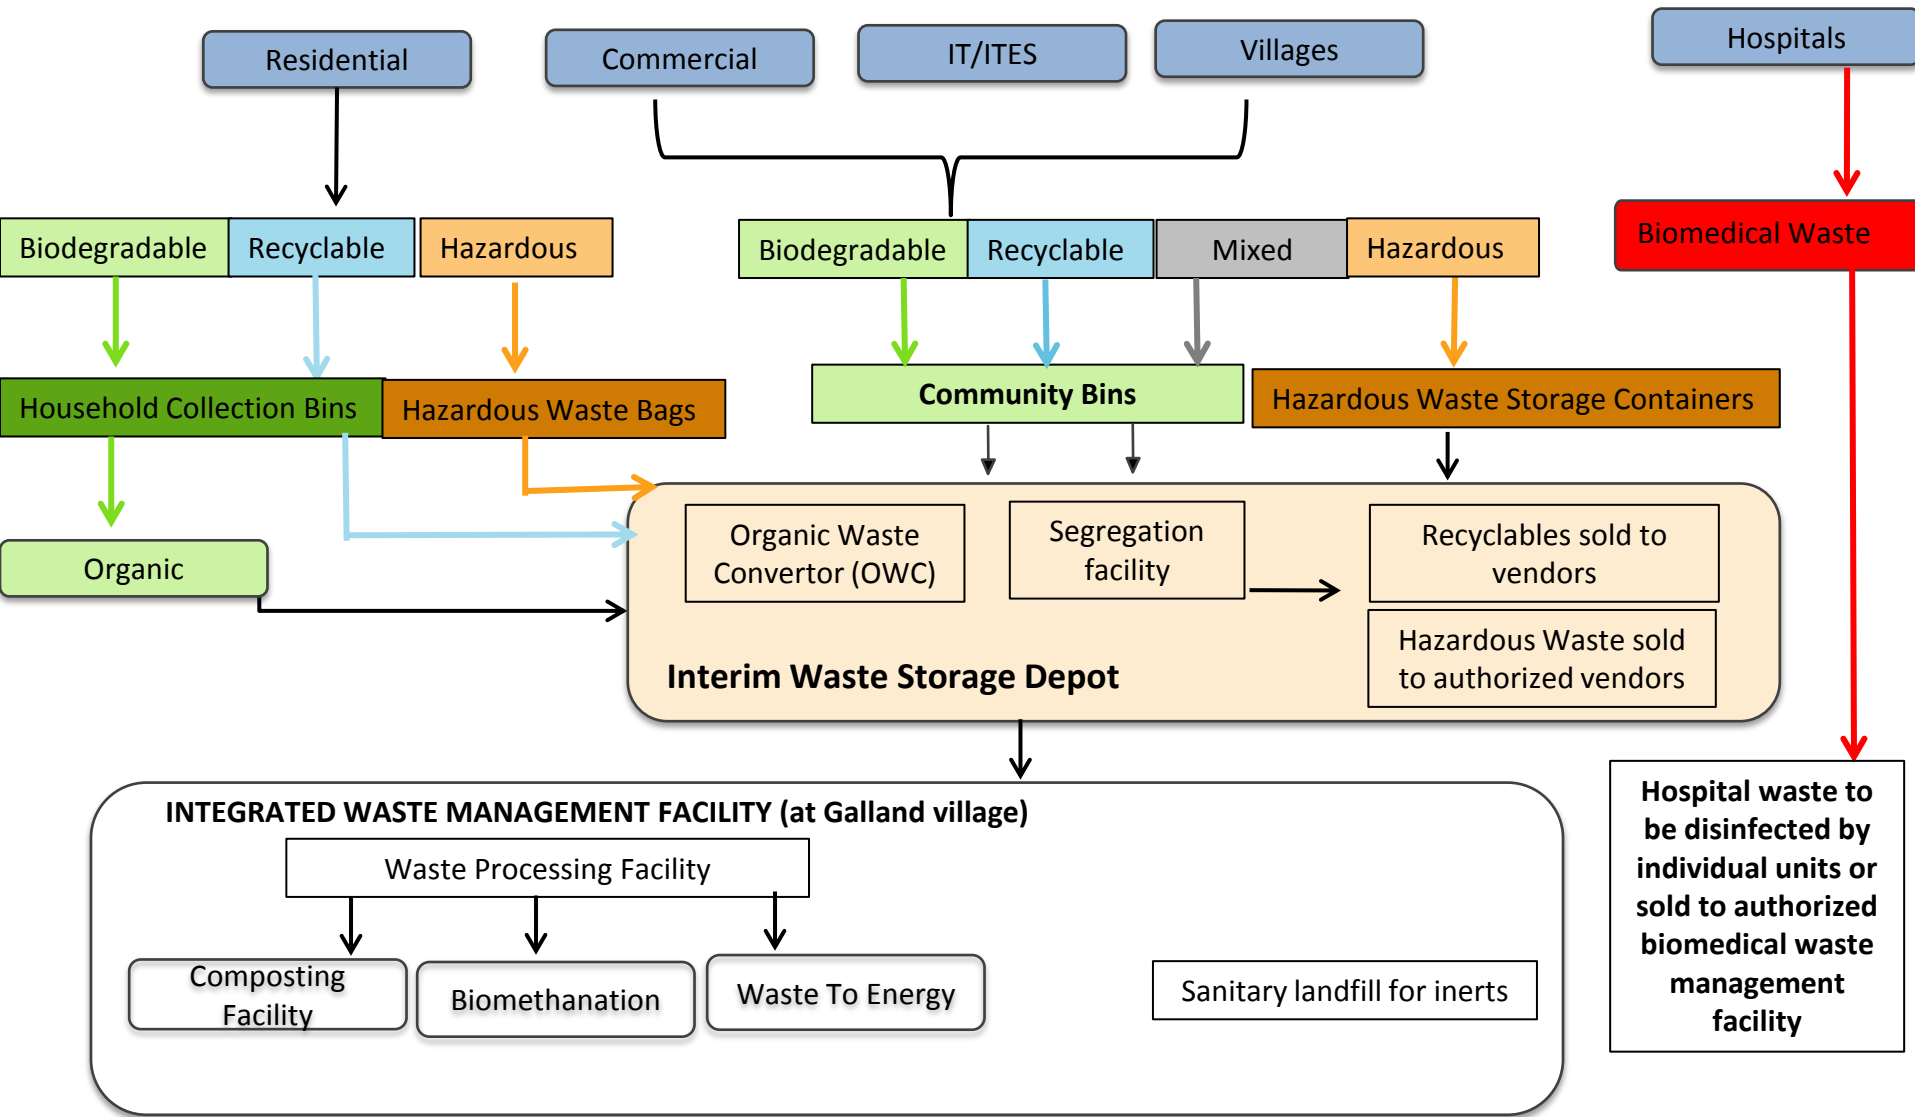 Residential
Commercial
IT/ITES
Villages
Hospitals
Biodegradable
Recyclable
Hazardous
Biodegradable
Recyclable
Mixed
Hazardous
Biomedical Waste
Household Collection Bins
Hazardous Waste Bags
Community Bins
Hazardous Waste Storage Containers
Organic
Organic Waste
Convertor (OWC)
Segregation
facility
Recyclables sold to
vendors
Hazardous Waste sold
to authorized vendors
Interim Waste Storage Depot
INTEGRATED WASTE MANAGEMENT FACILITY (at Galland village)
Waste Processing Facility
Composting
Facility
Biomethanation
Waste To Energy
Sanitary landfill for inerts
Hospital waste to
be disinfected by
individual units or
sold to authorized
biomedical waste
management
facility